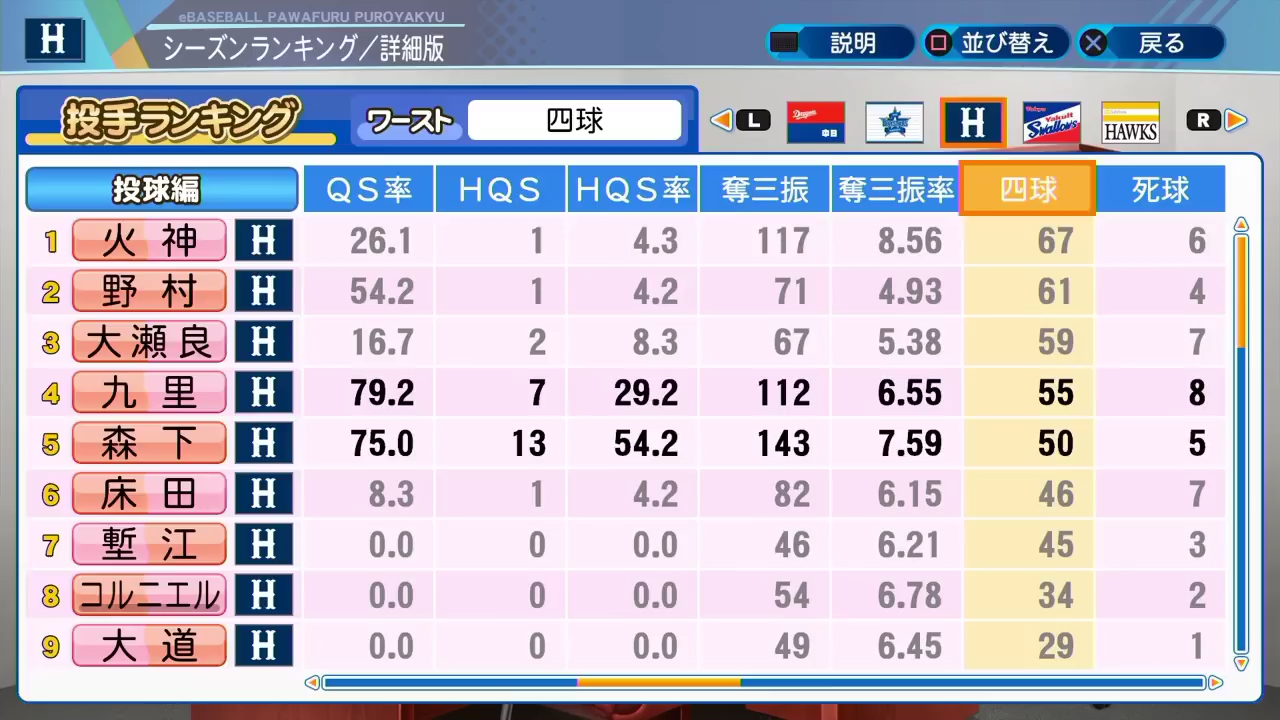 eBASEBALL PAWAFURU PUROYAKYU
H シーズンランキング／詳細版 説明 並び替え 戻る
投手ランキング ワースト 四球 L Dragons 中日 H Yakult Swallows HAWKS R
投球編 QS率 HQS HQS率 奪三振 奪三振率 四球 死球
1 火神 H 26.1 1 4.3 117 8.56 67 6
2 野村 H 54.2 1 4.2 71 4.93 61 4
3 大瀬良 H 16.7 2 8.3 67 5.38 59 7
4 九里 H 79.2 7 29.2 112 6.55 55 8
5 森下 H 75.0 13 54.2 143 7.59 50 5
6 床田 H 8.3 1 4.2 82 6.15 46 7
7 塹江 H 0.0 0 0.0 46 6.21 45 3
8 コルニエル H 0.0 0 0.0 54 6.78 34 2
9 大道 H 0.0 0 0.0 49 6.45 29 1